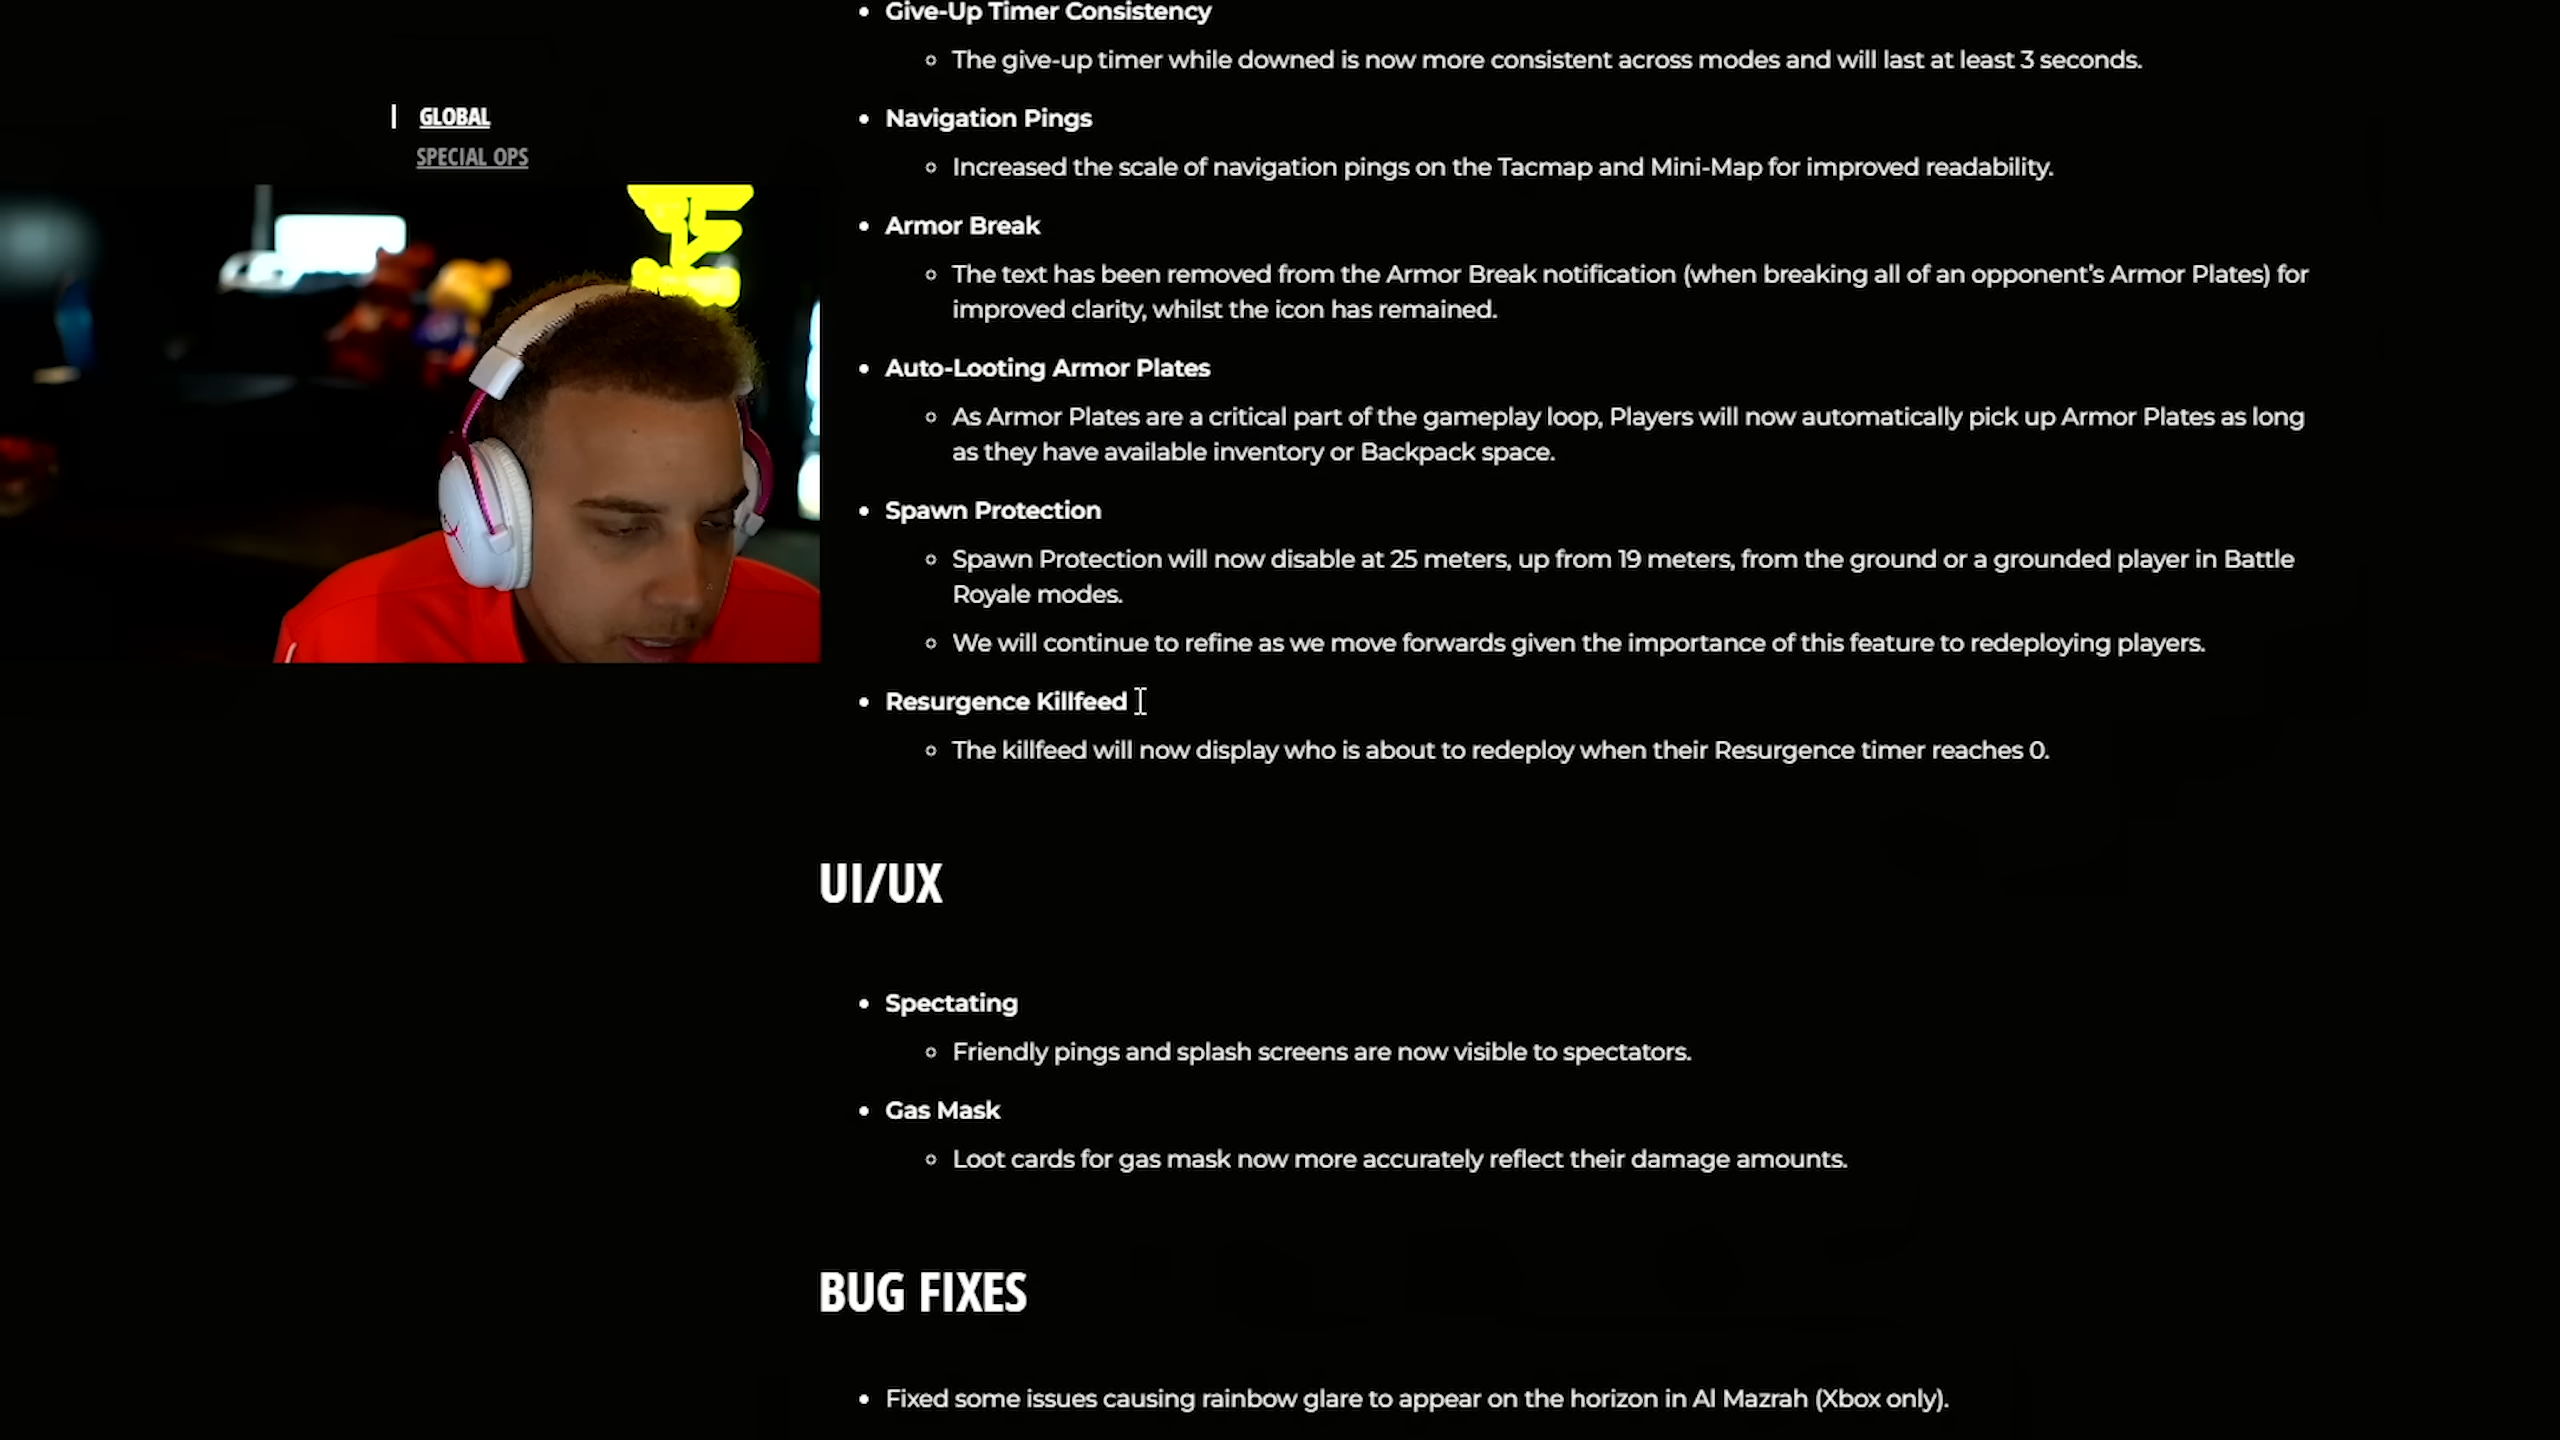 Give-Up Timer Consistency
The give-up timer while downed is now more consistent across modes and will last at least 3 seconds.
GLOBAL
SPECIAL OPS
Navigation Pings
Increased the scale of navigation pings on the Tacmap and Mini-Map for improved readability.
Armor Break
The text has been removed from the Armor Break notification (when breaking all of an opponent's Armor Plates) for
improved clarity, whilst the icon has remained.
Auto-Looting Armor Plates
As Armor Plates are a critical part of the gameplay loop, Players will now automatically pick up Armor Plates as long
as they have available inventory or Backpack space.
Spawn Protection
Spawn Protection will now disable at 25 meters, up from 19 meters, from the ground or a grounded player in Battle
Royale modes.
We will continue to refine as we move forwards given the importance of this feature to redeploying players.
Resurgence Killfeed
The killfeed will now display who is about to redeploy when their Resurgence timer reaches 0.
UI/UX
Spectating
Friendly pings and splash screens are now visible to spectators.
Gas Mask
Loot cards for gas mask now more accurately reflect their damage amounts.
BUG FIXES
Fixed some issues causing rainbow glare to appear on the horizon in Al Mazrah (Xbox only).